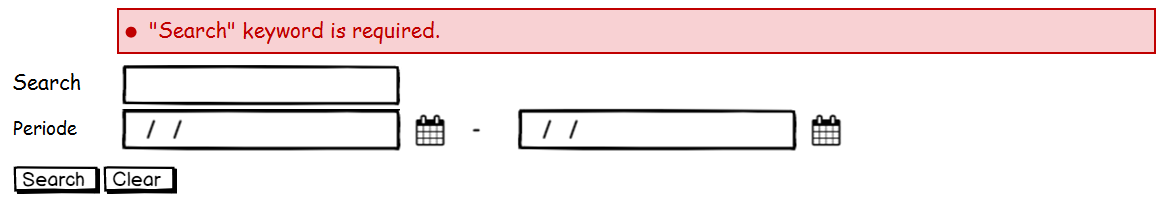 • "Search" keyword is required.
Search
Periode / / - / /
Search Clear